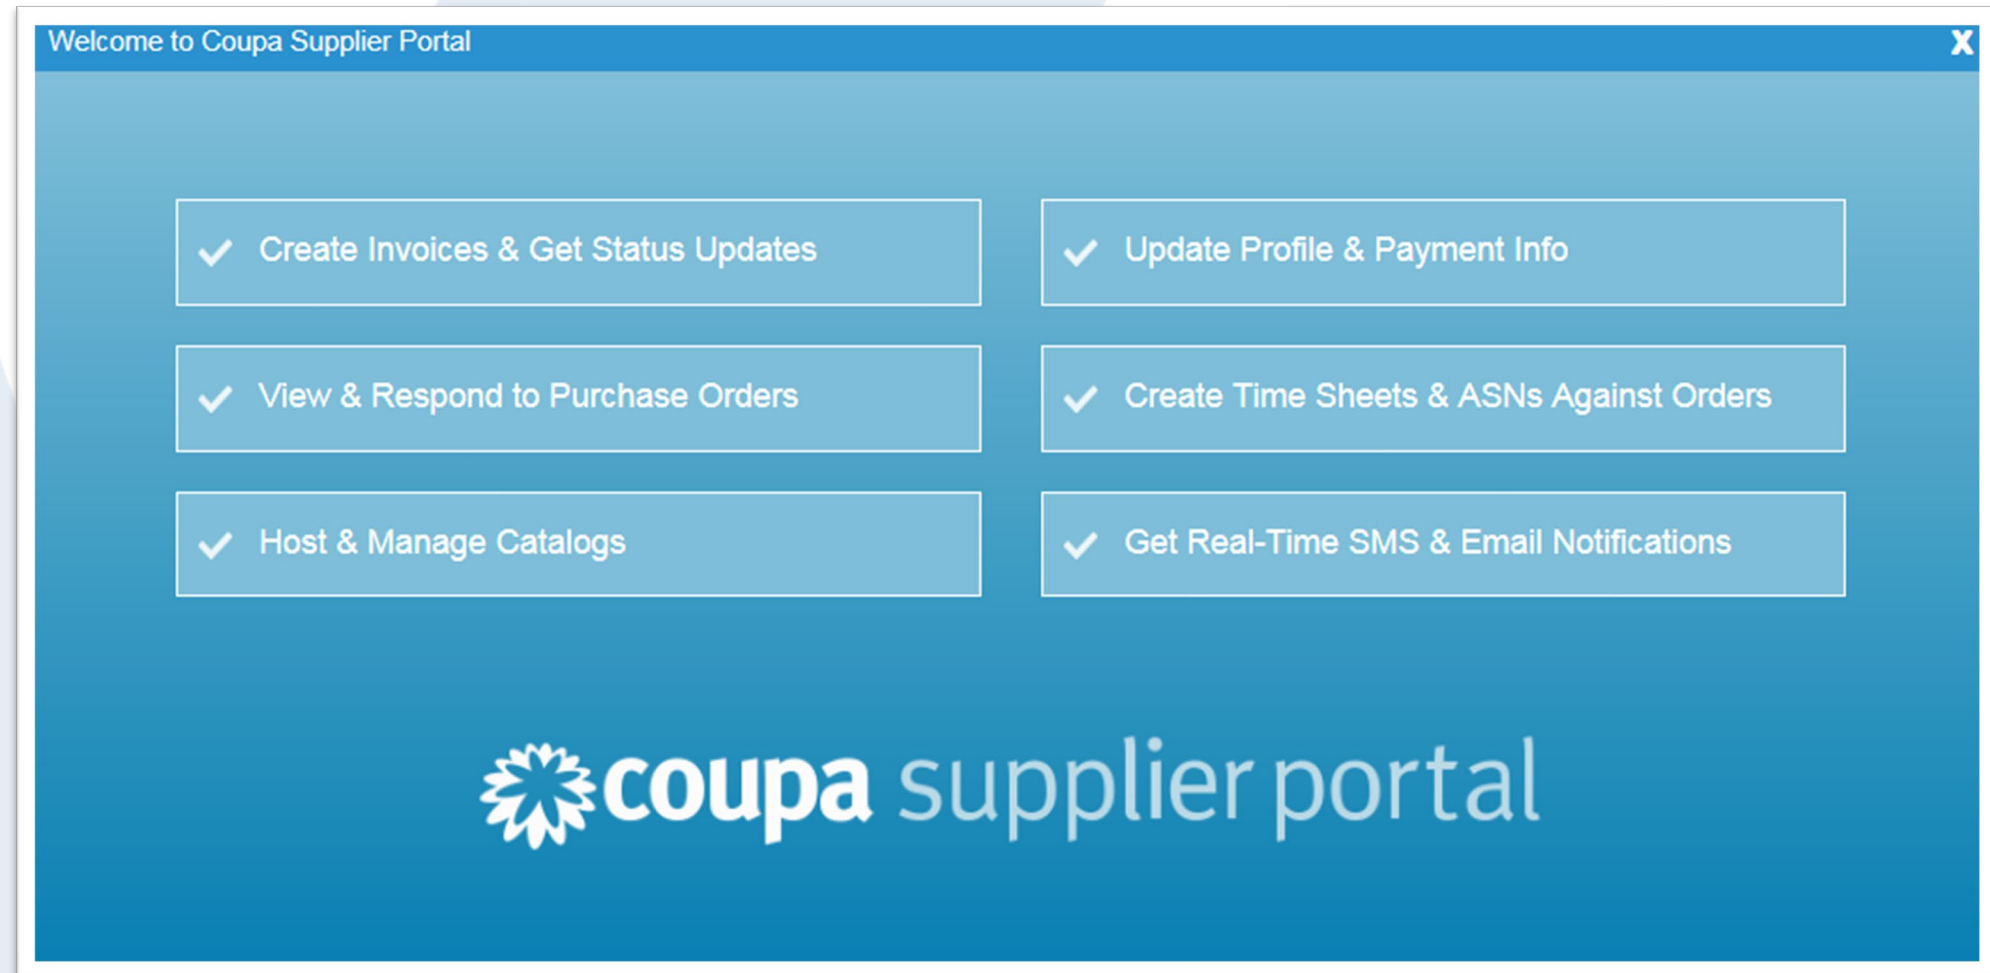 Welcome to Coupa Supplier Portal X
Create Invoices & Get Status Updates
Update Profile & Payment Info
View & Respond to Purchase Orders
Create Time Sheets & ASNs Against Orders
Host & Manage Catalogs
Get Real-Time SMS & Email Notifications
coupa supplier portal